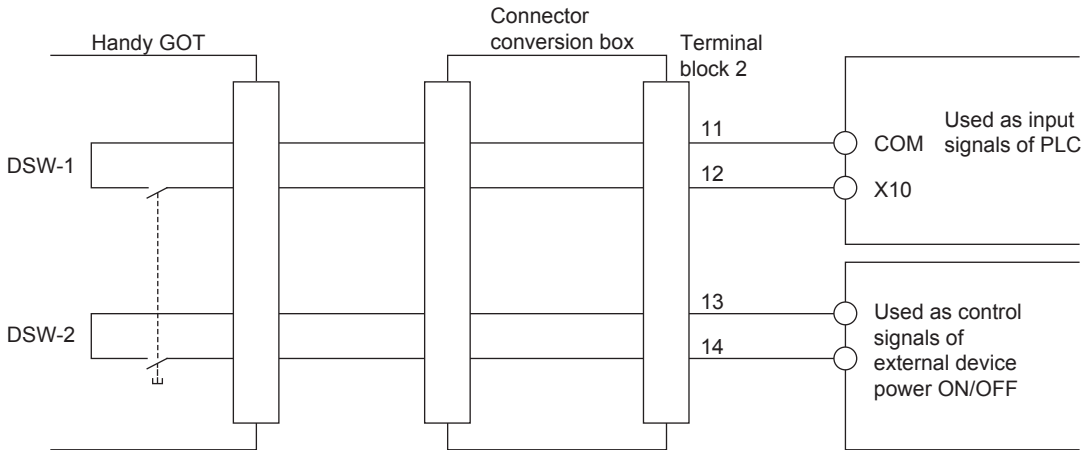 Handy GOT
Connector
conversion box
Terminal
block 2
DSW-1
11
12
COM
X10
Used as input
signals of PLC
DSW-2
13
14
Used as control
signals of
external device
power ON/OFF